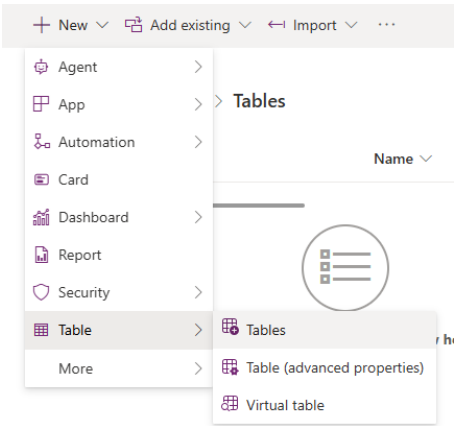 New Add existing Import ...
Agent
> Tables
App
Automation
Name
Card
Dashboard
Report
Security
Table
Tables
Table (advanced properties)
More
Virtual table